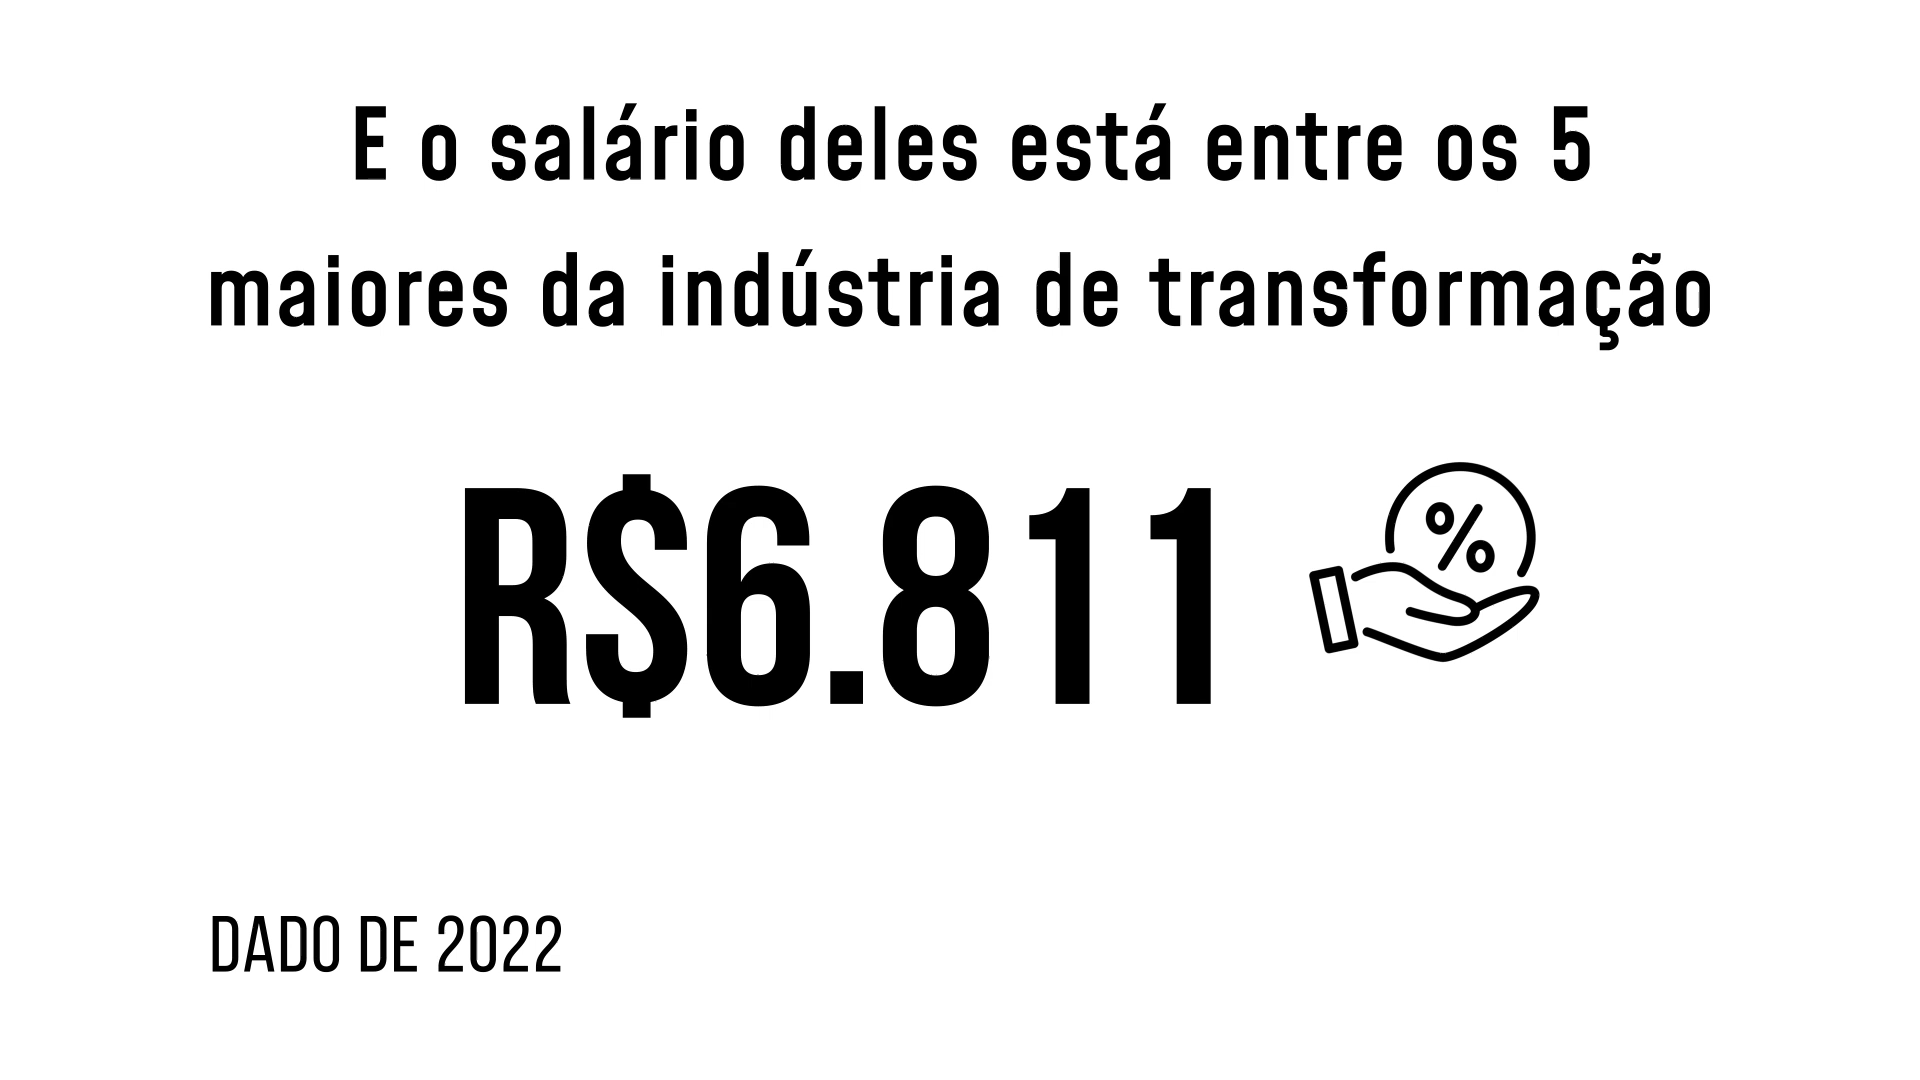 E o salário deles está entre os 5
maiores da indústria de transformação
R$6.811
%
DADO DE 2022